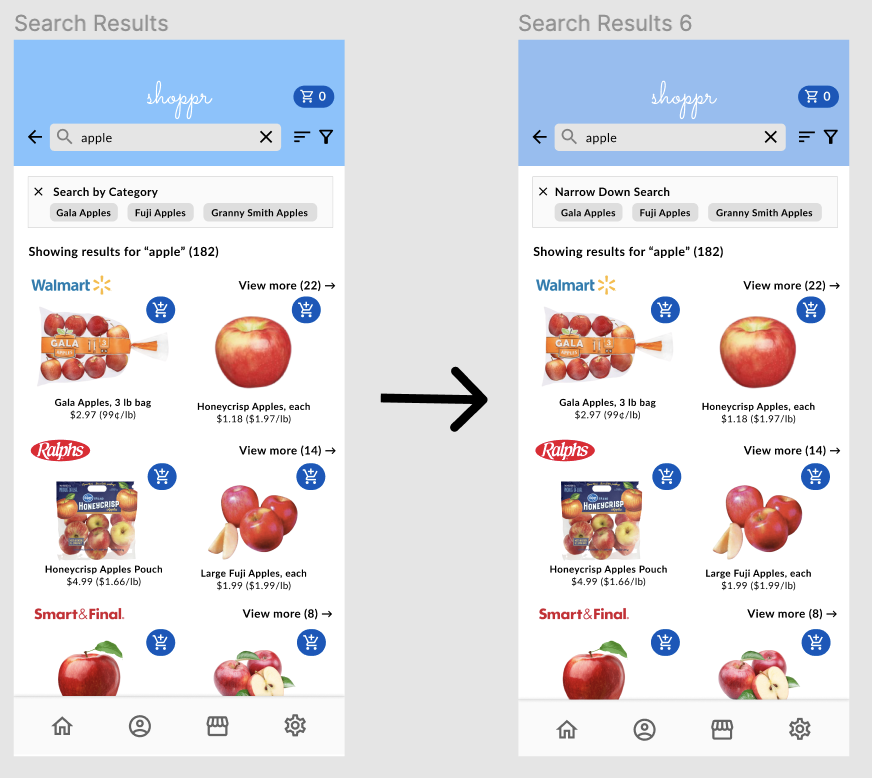 Search Results
shoppr
0
apple
Search by Category
Gala Apples Fuji Apples Granny Smith Apples
Showing results for “apple” (182)
Walmart View more (22) →
GALA
APPLES
Gala Apples, 3 lb bag
$2.97 (99¢/lb)
Honeycrisp Apples, each
$1.18 ($1.97/lb)
Ralphs View more (14) →
HONEYCRISP
Honeycrisp Apples Pouch
$4.99 ($1.66/lb)
Large Fuji Apples, each
$1.99 ($1.99/lb)
Smart&Final. View more (8) →
Search Results 6
shoppr
0
apple
Narrow Down Search
Gala Apples Fuji Apples Granny Smith Apples
Showing results for “apple” (182)
Walmart View more (22) →
GALA
APPLES
Gala Apples, 3 lb bag
$2.97 (99¢/lb)
Honeycrisp Apples, each
$1.18 ($1.97/lb)
Ralphs View more (14) →
HONEYCRISP
Honeycrisp Apples Pouch
$4.99 ($1.66/lb)
Large Fuji Apples, each
$1.99 ($1.99/lb)
Smart&Final. View more (8) →